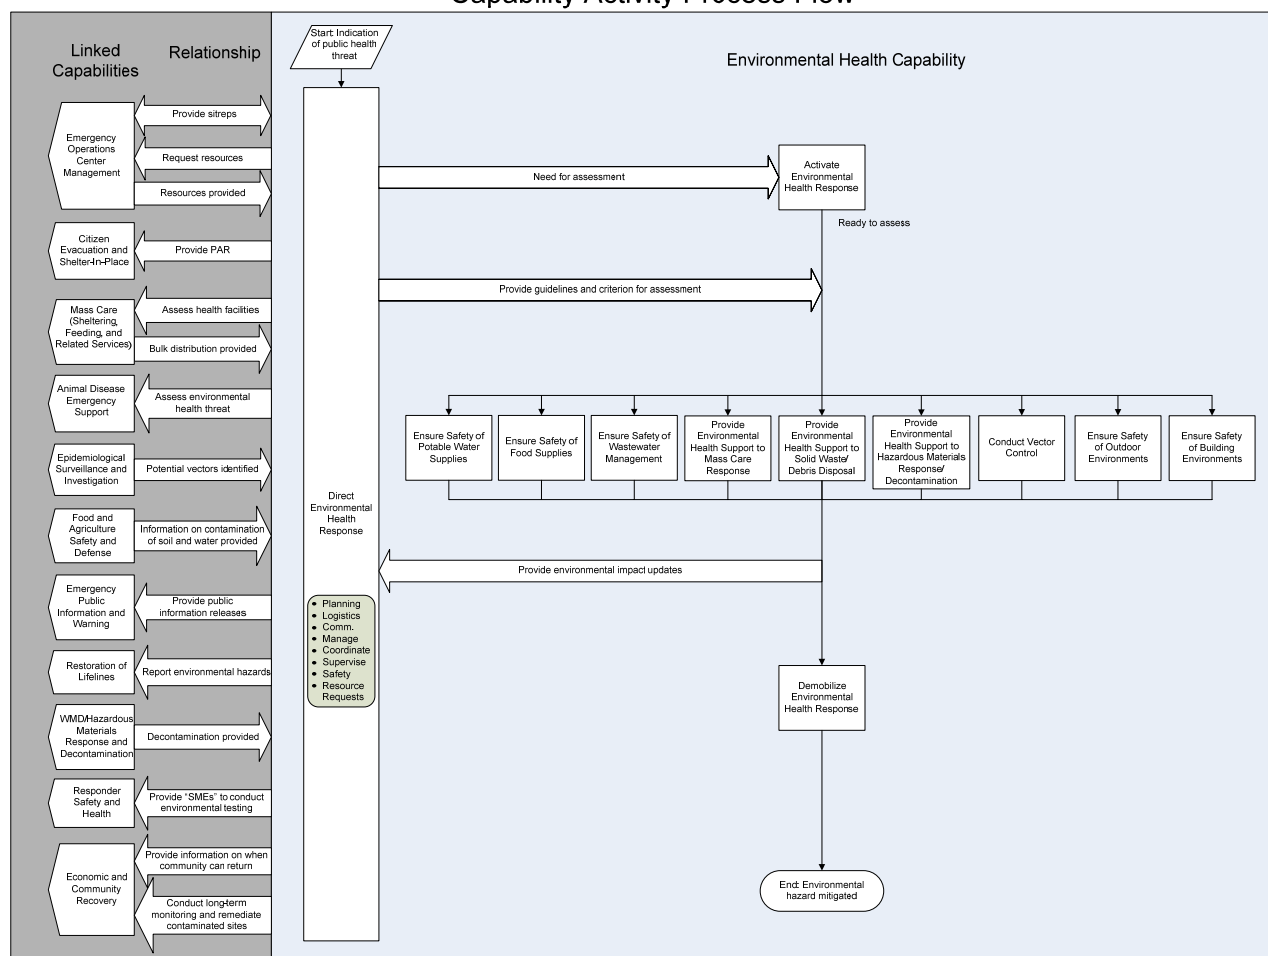 Capability Activity Process Flow
Linked
Capabilities
Relationship
Start: Indication
of public health
threat
Environmental Health Capability
Emergency
Operations
Center
Management
Provide sitreps
Request resources
Resources provided
Citizen
Evacuation and
Shelter-In-Place
Provide PAR
Mass Care
(Sheltering,
Feeding, and
Related Services)
Assess health facilities
Bulk distribution provided
Animal Disease
Emergency
Support
Assess environmental
health threat
Epidemiological
Surveillance and
Investigation
Potential vectors identified
Food and
Agriculture
Safety and
Defense
Information on contamination
of soil and water provided
Emergency
Public
Information and
Warning
Provide public
information releases
Restoration of
Lifelines
Report environmental hazards
WMD/Hazardous
Materials
Response and
Decontamination
Decontamination provided
Responder
Safety and
Health
Provide "SMEs" to conduct
environmental testing
Economic and
Community
Recovery
Provide information on when
community can return
Conduct long-term
monitoring and remediate
contaminated sites
Direct
Environmental
Health
Response
• Planning
• Logistics
• Comm.
• Manage
• Coordinate
• Supervise
• Safety
• Resource
Requests
Need for assessment
Activate
Environmental
Health Response
Ready to assess
Provide guidelines and criterion for assessment
Ensure Safety of
Potable Water
Supplies
Ensure Safety of
Food Supplies
Ensure Safety of
Wastewater
Management
Provide
Environmental
Health Support to
Mass Care
Response
Provide
Environmental
Health Support to
Solid Waste/
Debris Disposal
Provide
Environmental
Health Support to
Hazardous Materials
Response/
Decontamination
Conduct Vector
Control
Ensure Safety
of Outdoor
Environments
Ensure Safety
of Building
Environments
Provide environmental impact updates
Demobilize
Environmental
Health Response
End: Environmental
hazard mitigated